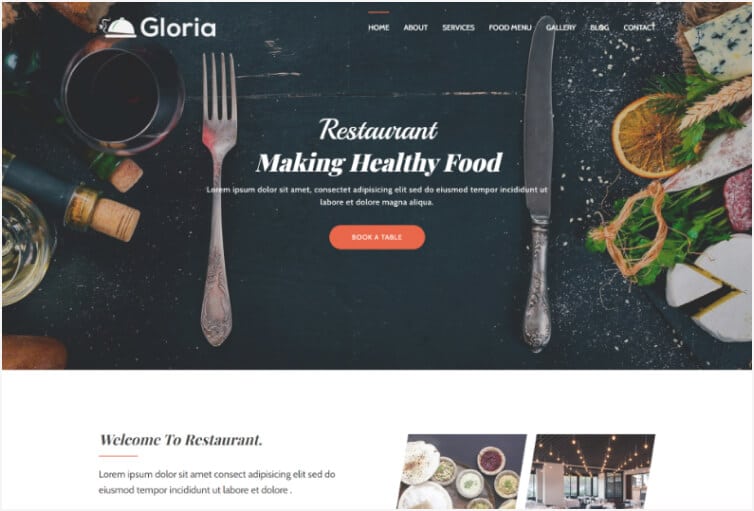 Gloria
HOME ABOUT SERVICES FOOD MENU GALLERY BLOG CONTACT
Restaurant
Making Healthy Food
Lorem ipsum dolor sit amet, consectet adipisicing elit sed do eiusmod tempor incididunt ut
labore et dolore magna aliqua.
BOOK A TABLE
Welcome To Restaurant.
Lorem ipsum dolor sit amet consect adipisicing elit sed do
eiusmod tempor incididunt ut labore et dolore .